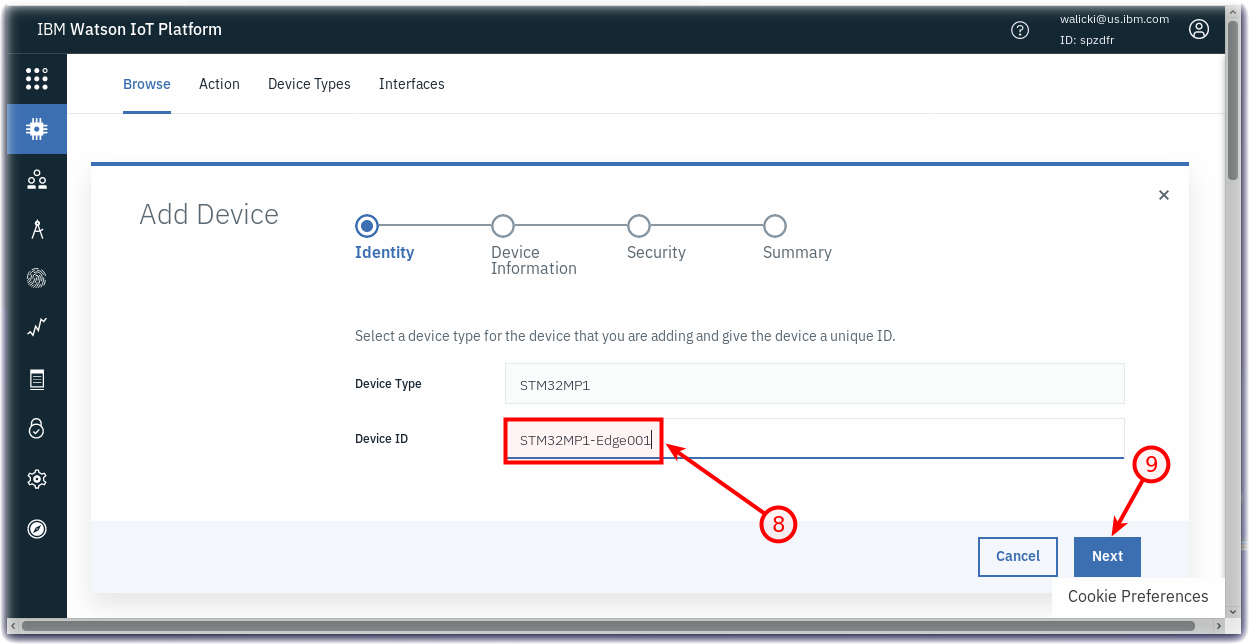 IBM Watson IoT Platform
walicki@us.ibm.com
ID: spzdfr
Browse
Action
Device Types
Interfaces
Add Device
Identity
Device
Information
Security
Summary
Select a device type for the device that you are adding and give the device a unique ID.
Device Type
STM32MP1
Device ID
STM32MP1-Edge001
8
9
Cancel
Next
Cookie Preferences